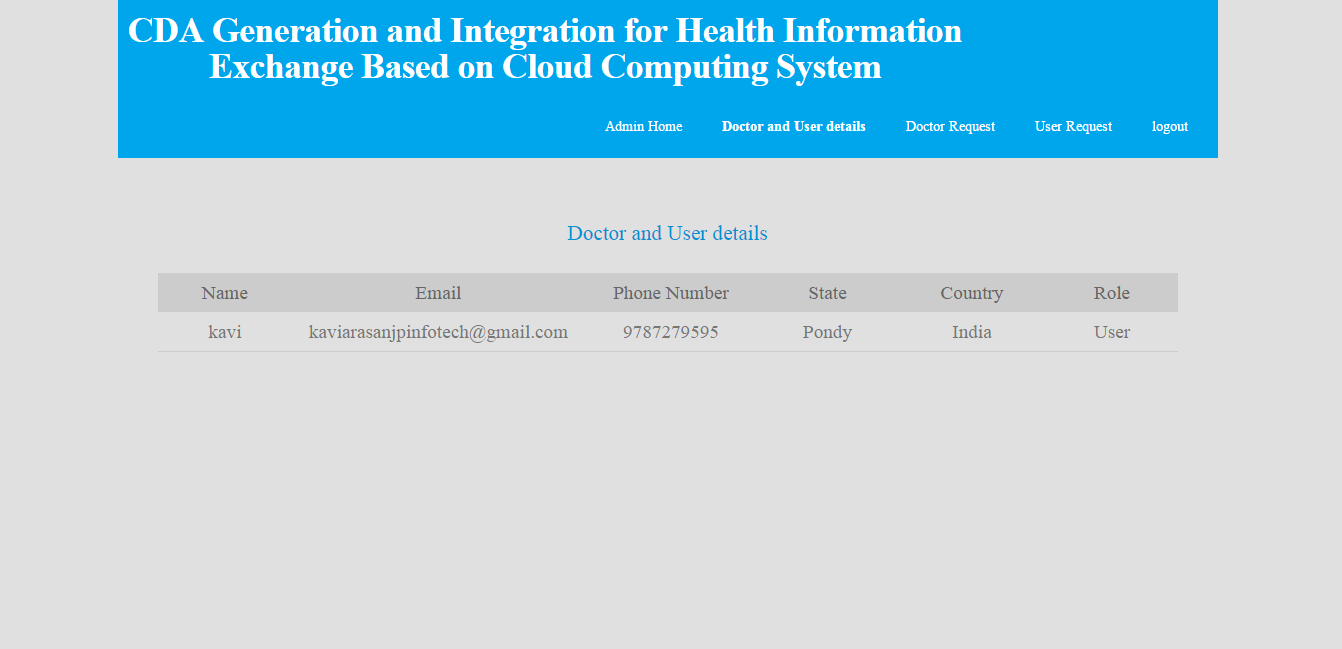 CDA Generation and Integration for Health Information
Exchange Based on Cloud Computing System
Admin Home Doctor and User details Doctor Request User Request logout
Doctor and User details
Name Email Phone Number State Country Role
kavi kaviarasanjpinfotech@gmail.com 9787279595 Pondy India User